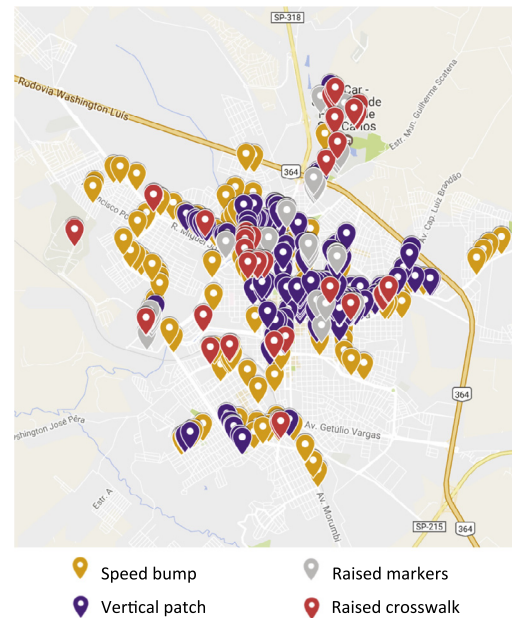 SP-318
Rodovia Washington Luís
Estr. Mun. Guilherme Scatena
364
Av. Cap. Luiz Brandão
R. Miguel
364
Av. Getúlio Vargas
Estr. A
Av. Morumbi
SP-215
364
Speed bump
Raised markers
Vertical patch
Raised crosswalk